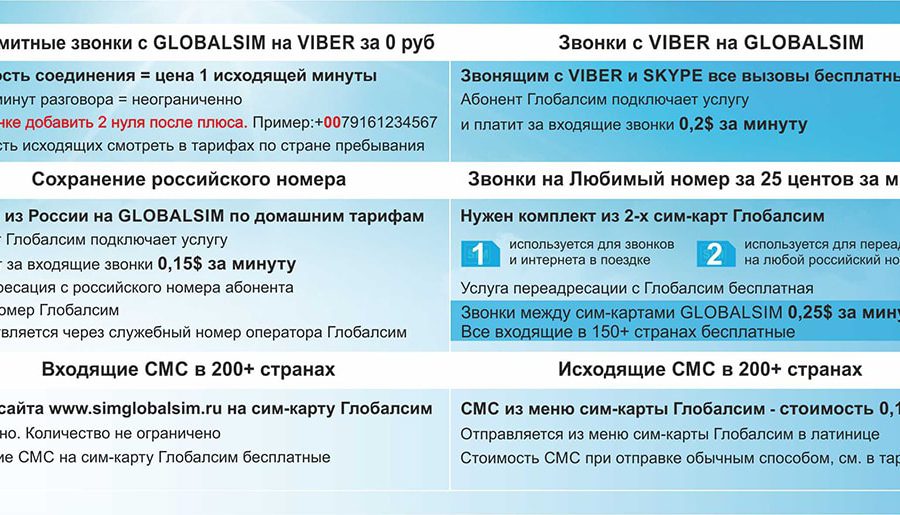 митные звонки с GLOBALSIM на VIBER за 0 руб
ость соединения = цена 1 исходящей минуты
минут разговора = неограниченно
нке добавить 2 нуля после плюса. Пример:+0079161234567
сть исходящих смотреть в тарифах по стране пребывания
Звонки с VIBER на GLOBALSIM
Звонящим с VIBER и SKYPE все вызовы бесплатны
Абонент Глобалсим подключает услугу
и платит за входящие звонки 0,2$ за минуту
Сохранение российского номера
из России на GLOBALSIM по домашним тарифам
Глобалсим подключает услугу
т за входящие звонки 0,15$ за минуту
ресация с российского номера абонента
омер Глобалсим
твляется через служебный номер оператора Глобалсим
Звонки на Любимый номер за 25 центов за м
Нужен комплект из 2-х сим-карт Глобалсим
1 используется для звонков
и интернета в поездке
2 используется для переад
на любой российский но
Услуга переадресации с Глобалсим бесплатная
Звонки между сим-картами GLOBALSIM 0,25$ за мину
Все входящие в 150+ странах бесплатные
Входящие СМС в 200+ странах
сайта www.simglobalsim.ru на сим-карту Глобалсим
но. Количество не ограничено
ие СМС на сим-карту Глобалсим бесплатные
Исходящие СМС в 200+ странах
СМС из меню сим-карты Глобалсим - стоимость 0,1
Отправляется из меню сим-карты Глобалсим в латинице
Стоимость СМС при отправке обычным способом, см. в тар